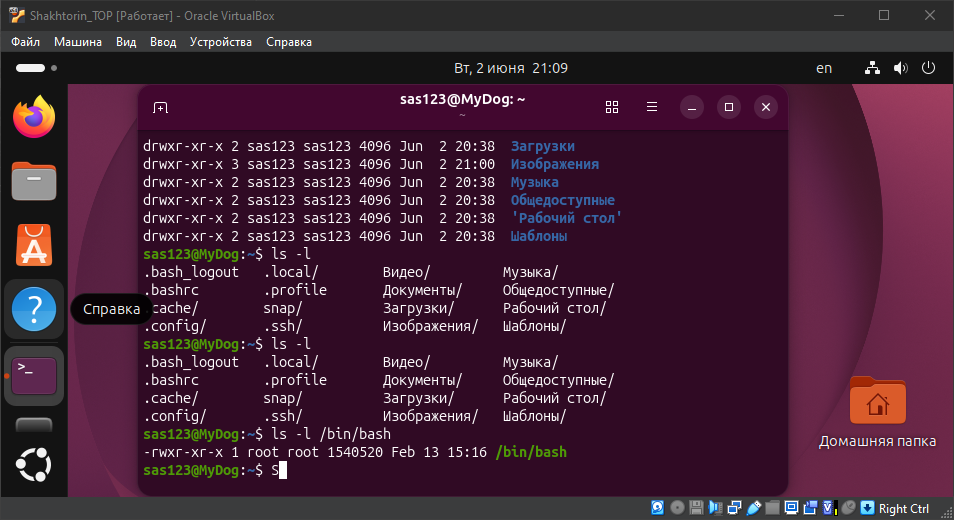 Shakhtorin_TOP [Работает] - Oracle VirtualBox
Файл Машина Вид Ввод Устройства Справка
Вт, 2 июня 21:09 en
sas123@MyDog: ~
~
drwxr-xr-x 2 sas123 sas123 4096 Jun  2 20:38 Загрузки
drwxr-xr-x 3 sas123 sas123 4096 Jun  2 21:00 Изображения
drwxr-xr-x 2 sas123 sas123 4096 Jun  2 20:38 Музыка
drwxr-xr-x 2 sas123 sas123 4096 Jun  2 20:38 Общедоступные
drwxr-xr-x 2 sas123 sas123 4096 Jun  2 20:38 'Рабочий стол'
drwxr-xr-x 2 sas123 sas123 4096 Jun  2 20:38 Шаблоны
sas123@MyDog:~$ ls -l
.bash_logout .local/ Видео/ Музыка/
.bashrc .profile Документы/ Общедоступные/
Справка
.cache/ snap/ Загрузки/ Рабочий стол/
.config/ .ssh/ Изображения/ Шаблоны/
sas123@MyDog:~$ ls -l
.bash_logout .local/ Видео/ Музыка/
.bashrc .profile Документы/ Общедоступные/
.cache/ snap/ Загрузки/ Рабочий стол/
.config/ .ssh/ Изображения/ Шаблоны/
sas123@MyDog:~$ ls -l /bin/bash
-rwxr-xr-x 1 root root 1540520 Feb 13 15:16 /bin/bash
sas123@MyDog:~$ S
Домашняя папка
Right Ctrl